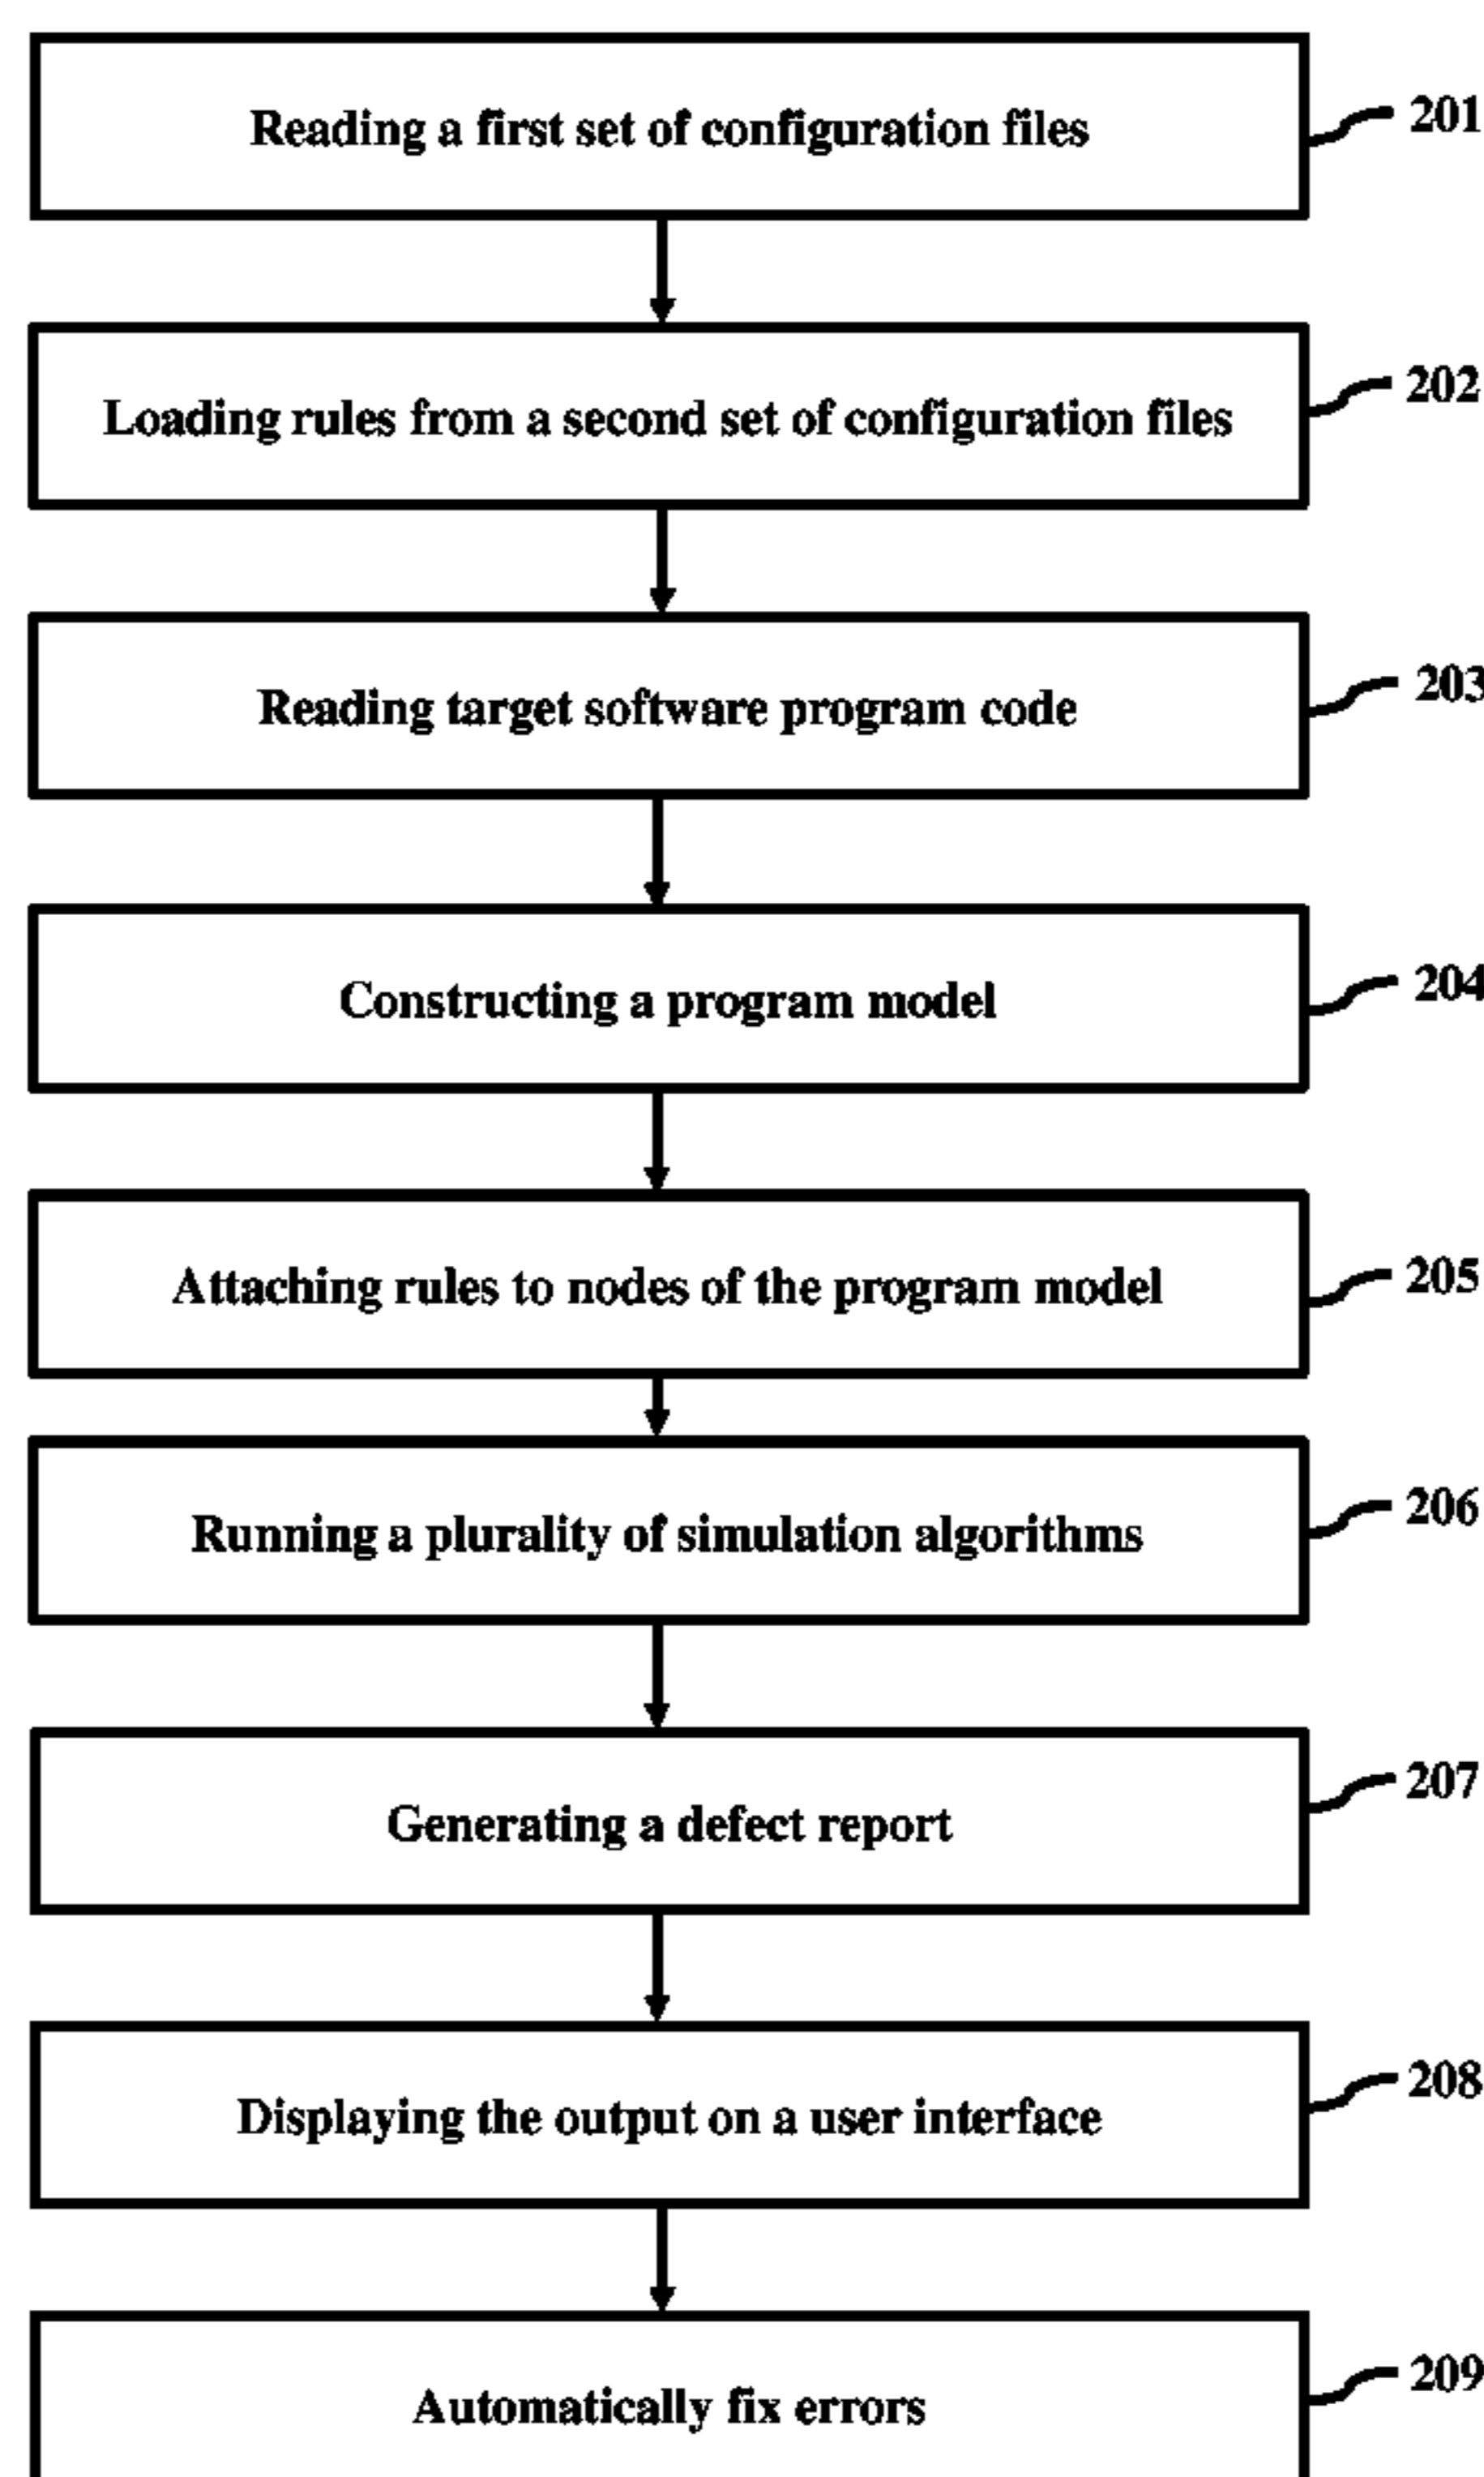 Reading a first set of configuration files
201
Loading rules from a second set of configuration files
202
Reading target software program code
203
Constructing a program model
204
Attaching rules to nodes of the program model
205
Running a plurality of simulation algorithms
206
Generating a defect report
207
Displaying the output on a user interface
208
Automatically fix errors
209